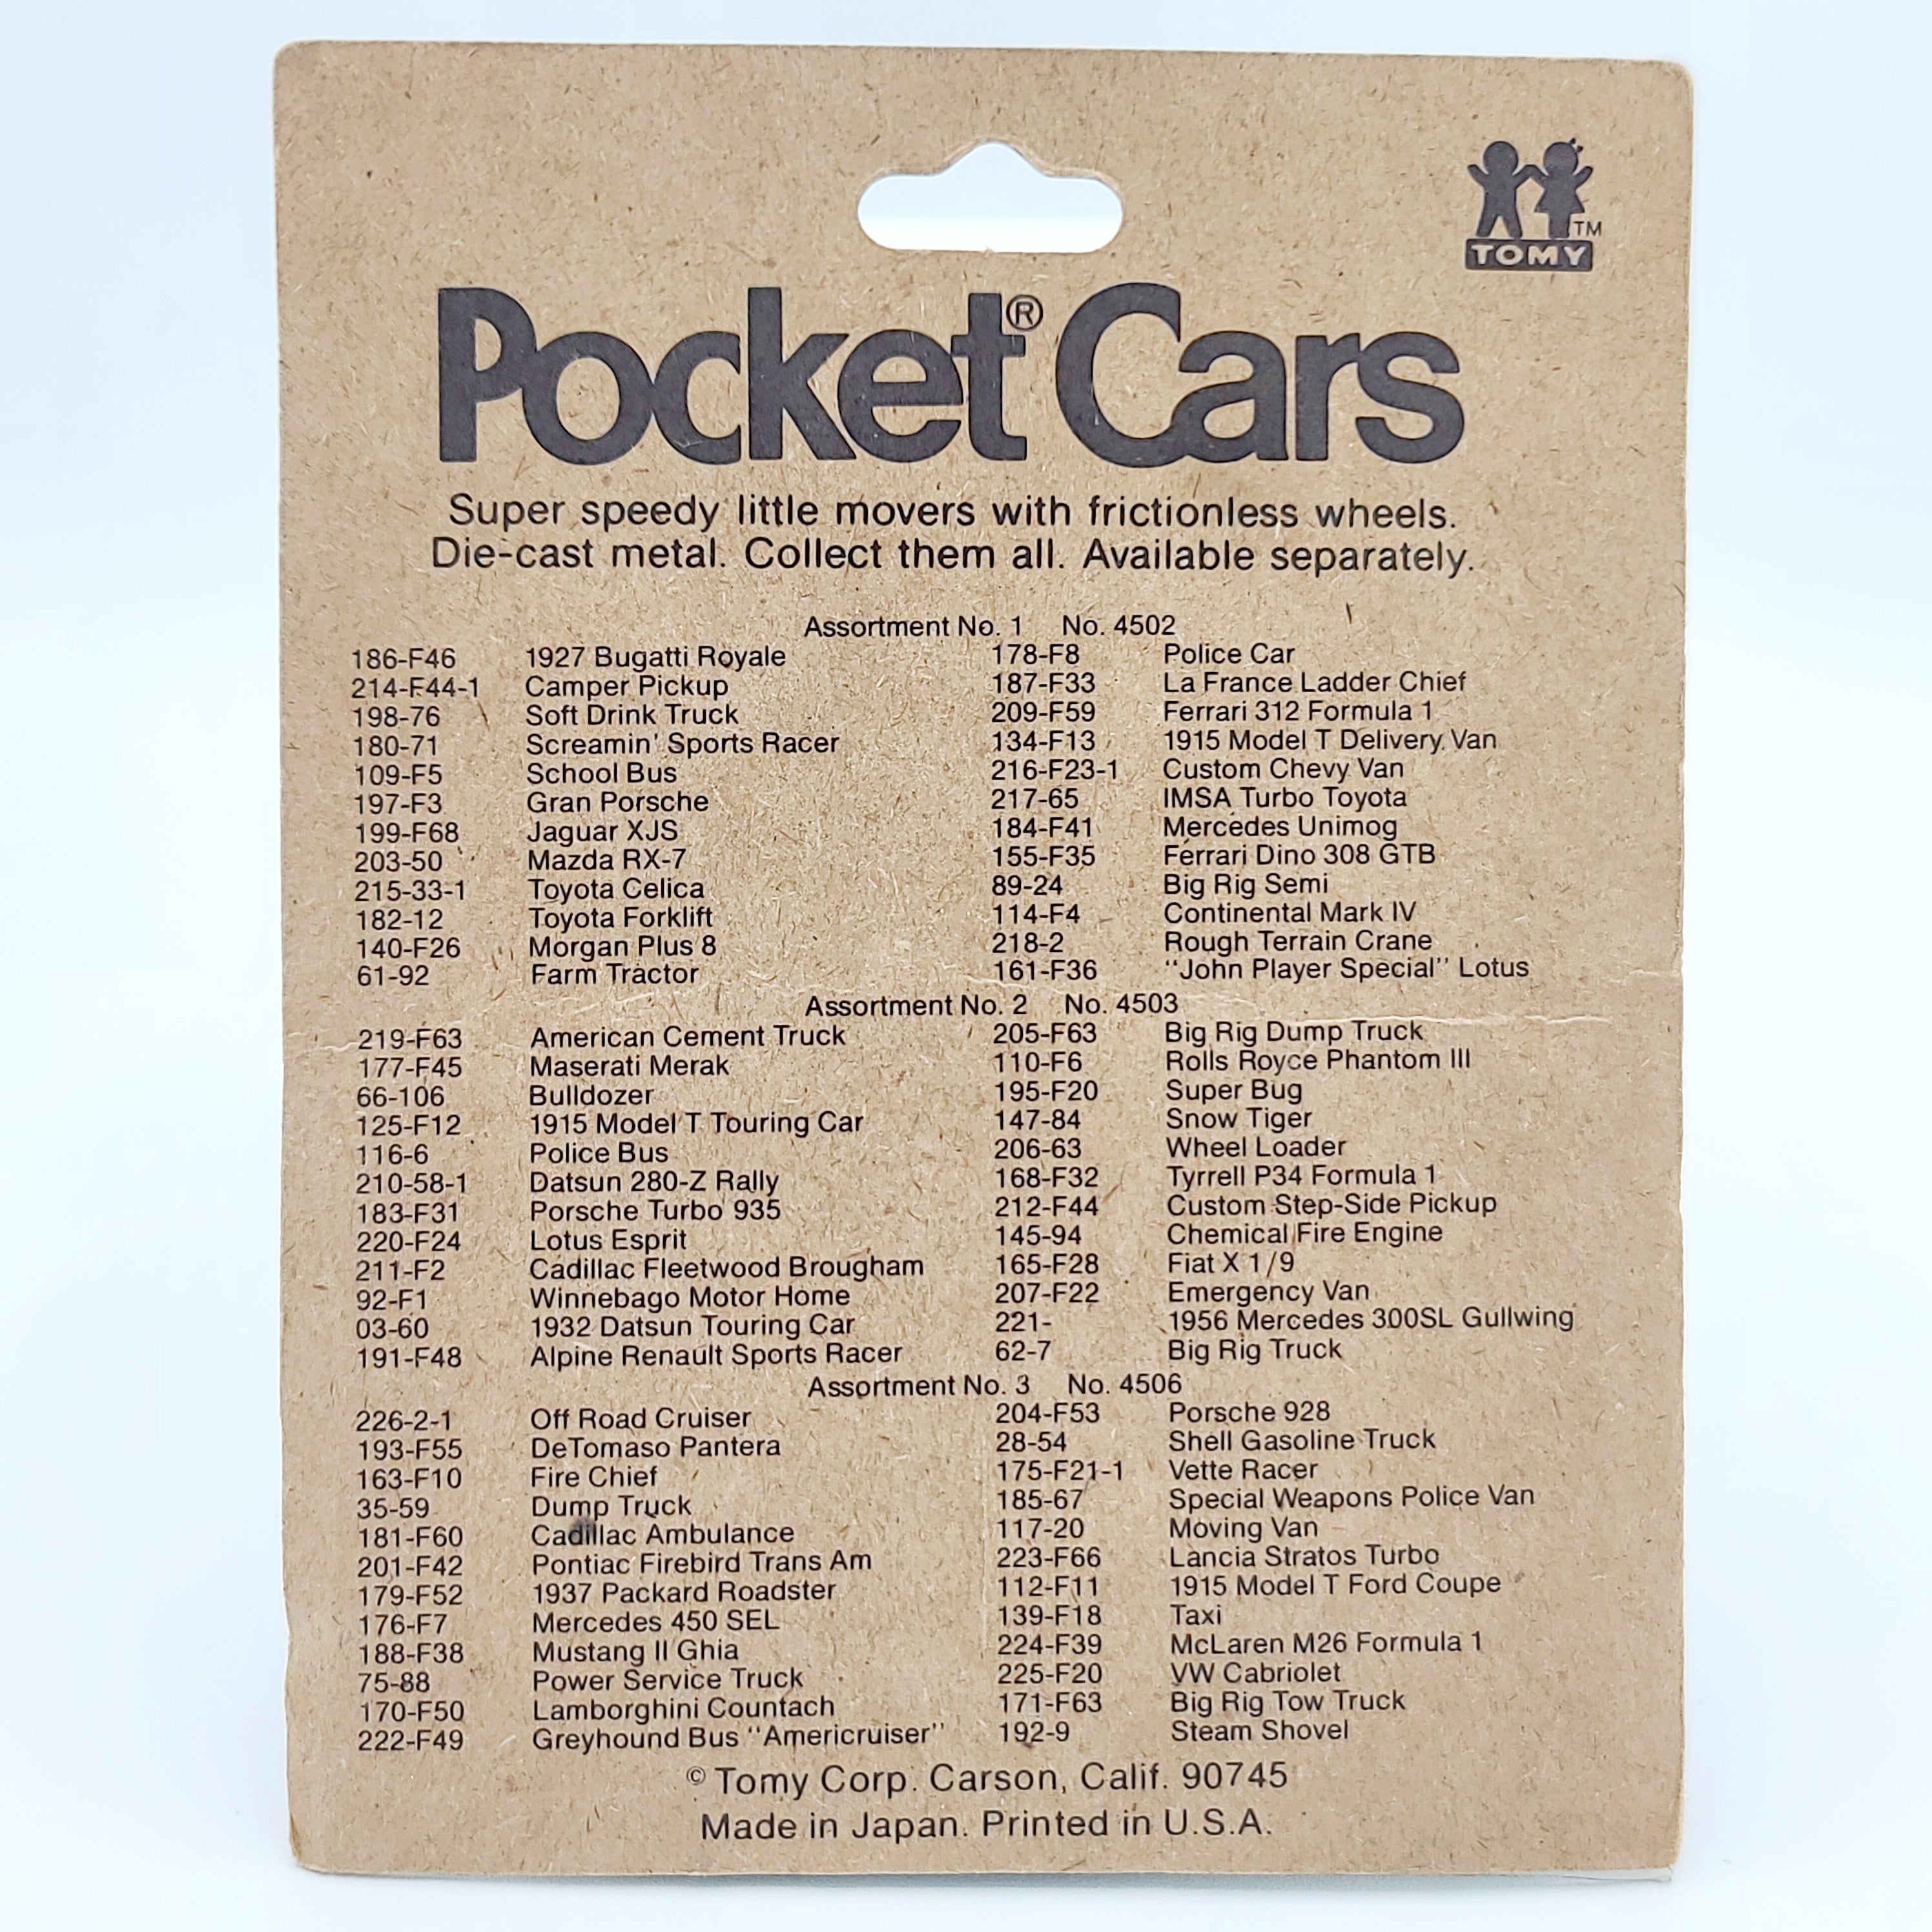 TOMY™
Pocket® Cars
Super speedy little movers with frictionless wheels.
Die-cast metal. Collect them all. Available separately.
Assortment No. 1 No. 4502
186-F46 1927 Bugatti Royale 178-F8 Police Car
214-F44-1 Camper Pickup 187-F33 La France Ladder Chief
198-76 Soft Drink Truck 209-F59 Ferrari 312 Formula 1
180-71 Screamin' Sports Racer 134-F13 1915 Model T Delivery Van
109-F5 School Bus 216-F23-1 Custom Chevy Van
197-F3 Gran Porsche 217-65 IMSA Turbo Toyota
199-F68 Jaguar XJS 184-F41 Mercedes Unimog
203-50 Mazda RX-7 155-F35 Ferrari Dino 308 GTB
215-33-1 Toyota Celica 89-24 Big Rig Semi
182-12 Toyota Forklift 114-F4 Continental Mark IV
140-F26 Morgan Plus 8 218-2 Rough Terrain Crane
61-92 Farm Tractor 161-F36 "John Player Special" Lotus
Assortment No. 2 No. 4503
219-F63 American Cement Truck 205-F63 Big Rig Dump Truck
177-F45 Maserati Merak 110-F6 Rolls Royce Phantom III
66-106 Bulldozer 195-F20 Super Bug
125-F12 1915 Model T Touring Car 147-84 Snow Tiger
116-6 Police Bus 206-63 Wheel Loader
210-58-1 Datsun 280-Z Rally 168-F32 Tyrrell P34 Formula 1
183-F31 Porsche Turbo 935 212-F44 Custom Step-Side Pickup
220-F24 Lotus Esprit 145-94 Chemical Fire Engine
211-F2 Cadillac Fleetwood Brougham 165-F28 Fiat X 1/9
92-F1 Winnebago Motor Home 207-F22 Emergency Van
03-60 1932 Datsun Touring Car 221- 1956 Mercedes 300SL Gullwing
191-F48 Alpine Renault Sports Racer 62-7 Big Rig Truck
Assortment No. 3 No. 4506
226-2-1 Off Road Cruiser 204-F53 Porsche 928
193-F55 DeTomaso Pantera 28-54 Shell Gasoline Truck
163-F10 Fire Chief 175-F21-1 Vette Racer
35-59 Dump Truck 185-67 Special Weapons Police Van
181-F60 Cadillac Ambulance 117-20 Moving Van
201-F42 Pontiac Firebird Trans Am 223-F66 Lancia Stratos Turbo
179-F52 1937 Packard Roadster 112-F11 1915 Model T Ford Coupe
176-F7 Mercedes 450 SEL 139-F18 Taxi
188-F38 Mustang II Ghia 224-F39 McLaren M26 Formula 1
75-88 Power Service Truck 225-F20 VW Cabriolet
170-F50 Lamborghini Countach 171-F63 Big Rig Tow Truck
222-F49 Greyhound Bus "Americruiser" 192-9 Steam Shovel
© Tomy Corp. Carson, Calif. 90745
Made in Japan. Printed in U.S.A.